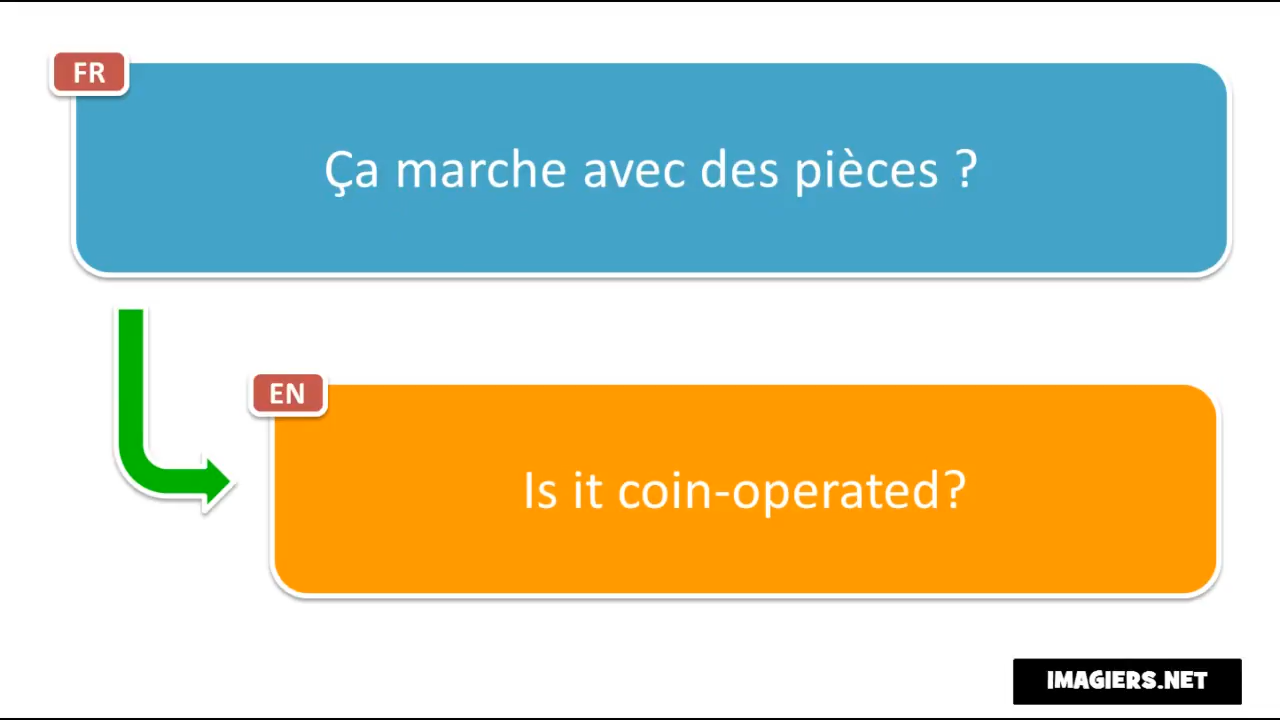 FR
Ça marche avec des pièces ?
EN
Is it coin-operated?
IMAGIERS.NET